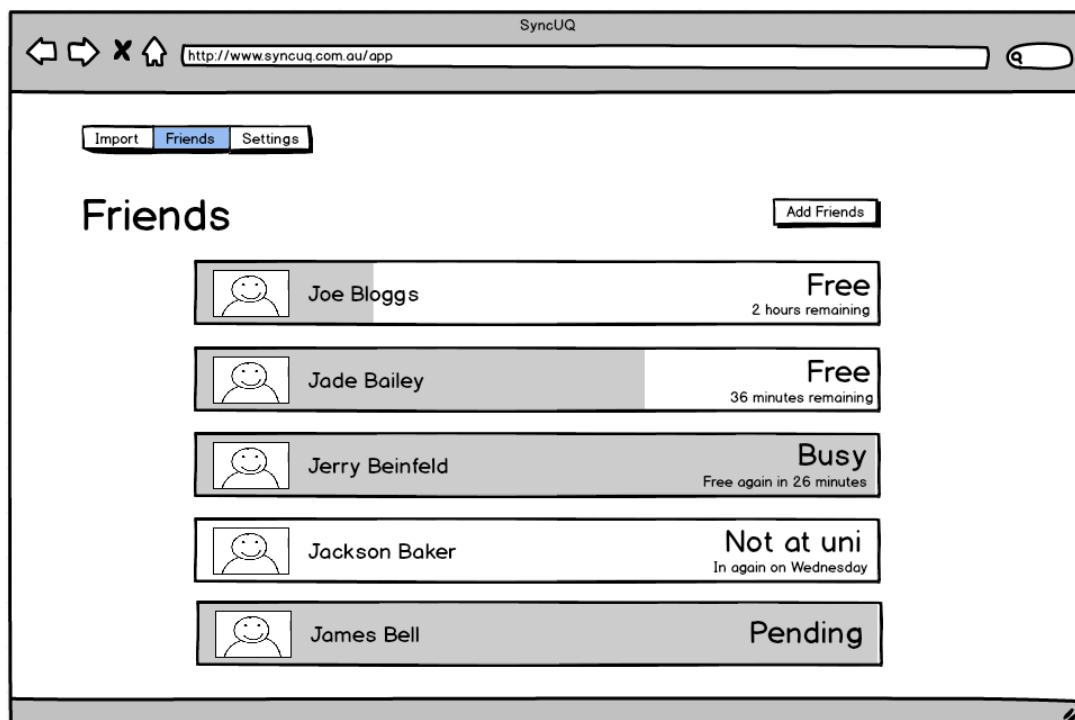 SyncUQ
http://www.syncuq.com.au/app
Import Friends Settings
Friends
Add Friends
Joe Bloggs
Free
2 hours remaining
Jade Bailey
Free
36 minutes remaining
Jerry Beinfeld
Busy
Free again in 26 minutes
Jackson Baker
Not at uni
In again on Wednesday
James Bell
Pending